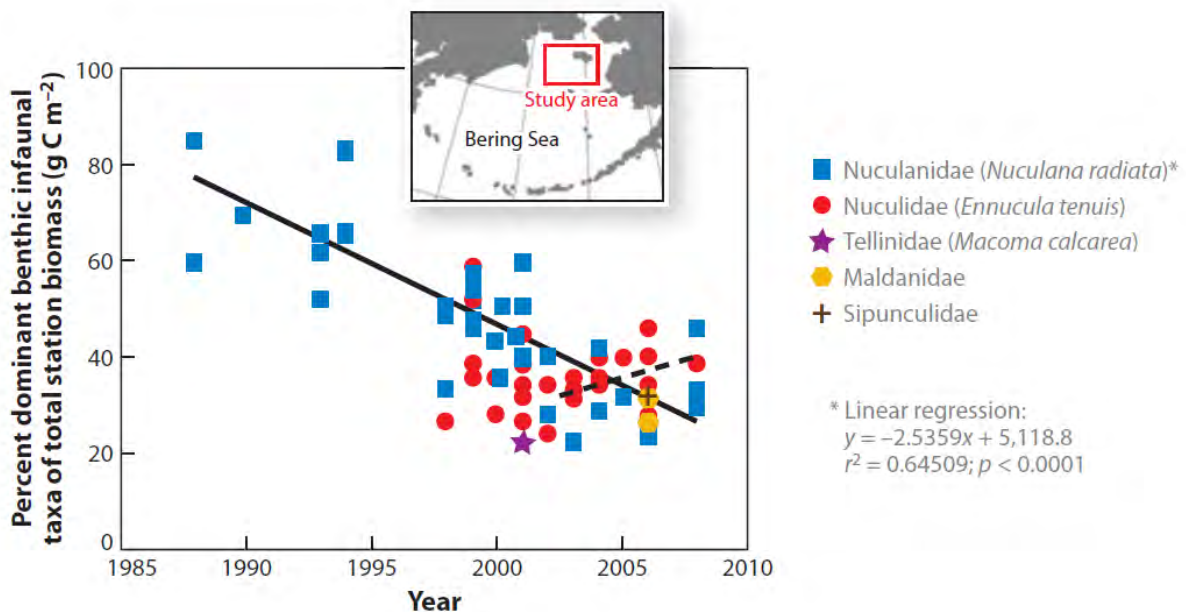 Percent dominant benthic infaunal
taxa of total station biomass (g C m⁻²)
100
80
60
40
20
0
1985
1990
1995
2000
2005
2010
Year
Study area
Bering Sea
Nuculanidae (Nuculana radiata)*
Nuculidae (Ennucula tenuis)
Tellinidae (Macoma calcarea)
Maldanidae
Sipunculidae
* Linear regression:
y = –2.5359x + 5,118.8
r² = 0.64509; p < 0.0001